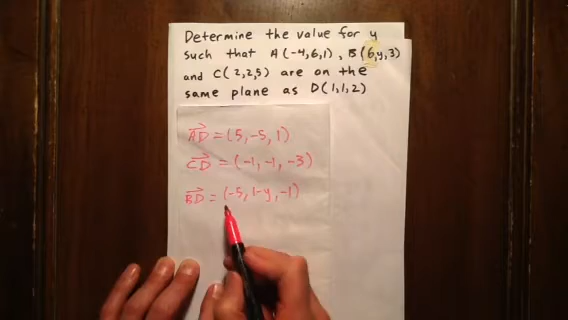 Determine the value for y
such that A(-4,6,1), B(6,y,3)
and C(2,2,5) are on the
same plane as D(1,1,2)
AD = (5,-5,1)
CD = (-1,-1,-3)
BD = (-5,1-y,-1)